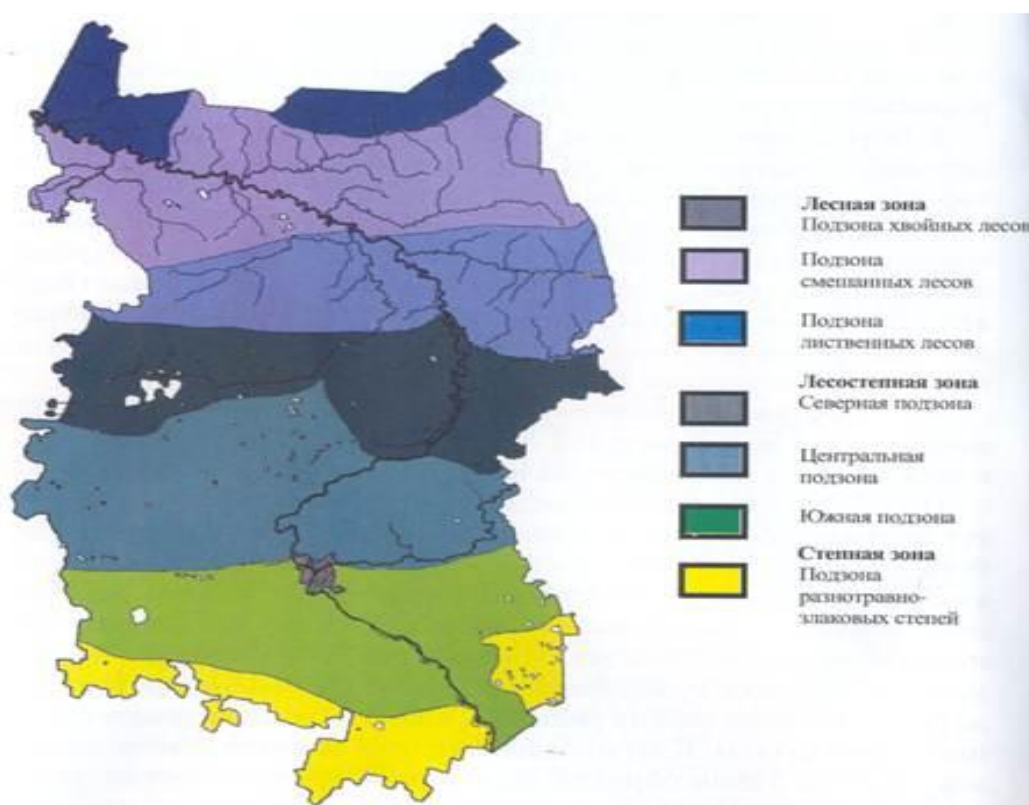 Лесная зона
Подзона хвойных лесов
Подзона
смешанных лесов
Подзона
лиственных лесов
Лесостепная зона
Северная подзона
Центральная
подзона
Южная подзона
Степная зона
Подзона
разнотравно-
злаковых степей